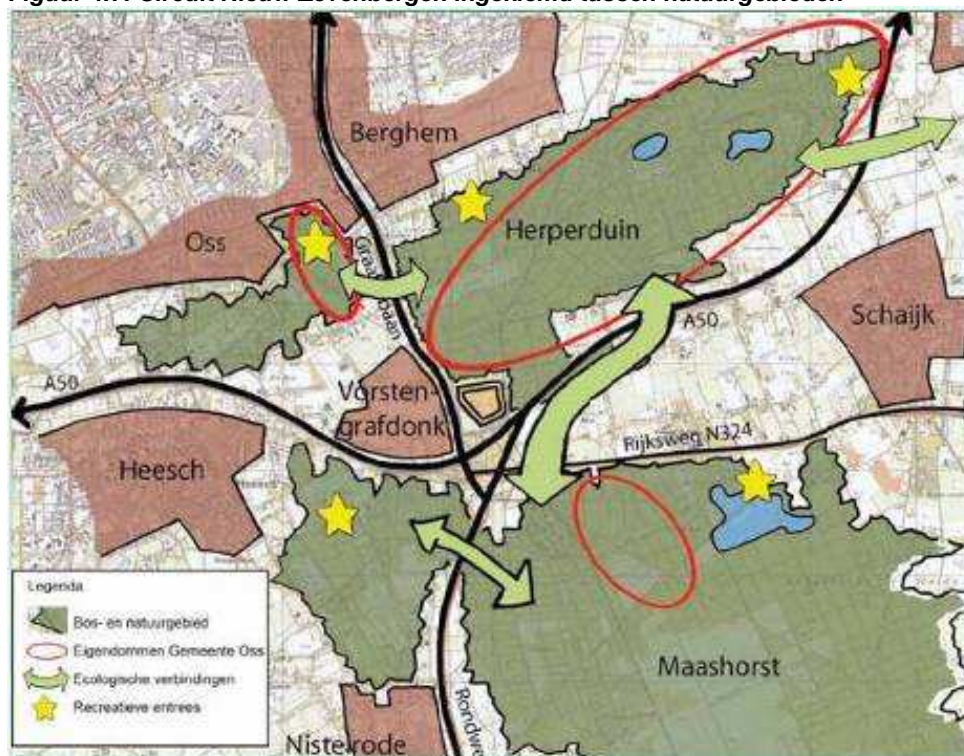 Berghem
Oss
Herperduin
A50
Schaijk
A50
Vorsten-
grafdonk
Rijksweg N324
Heesch
Maashorst
Nistelrode
Legenda
Bos- en natuurgebied
Eigendommen Gemeente Oss
Ecologische verbindingen
Recreatieve entrees